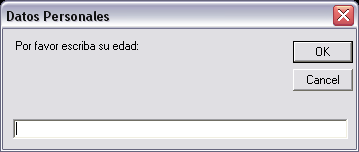 Datos Personales
Por favor escriba su edad:
OK
Cancel